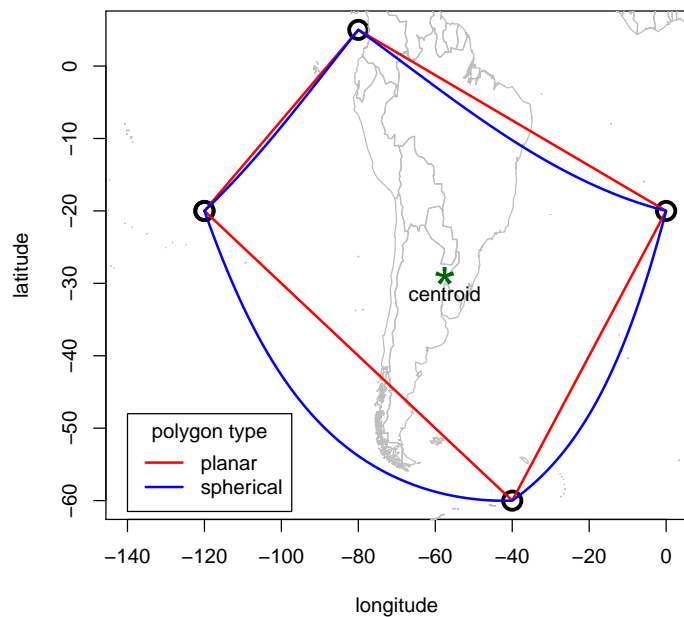 0
−10
−20
−30
−40
−50
−60
latitude
*
centroid
polygon type
planar
spherical
−140 −120 −100 −80 −60 −40 −20 0
longitude